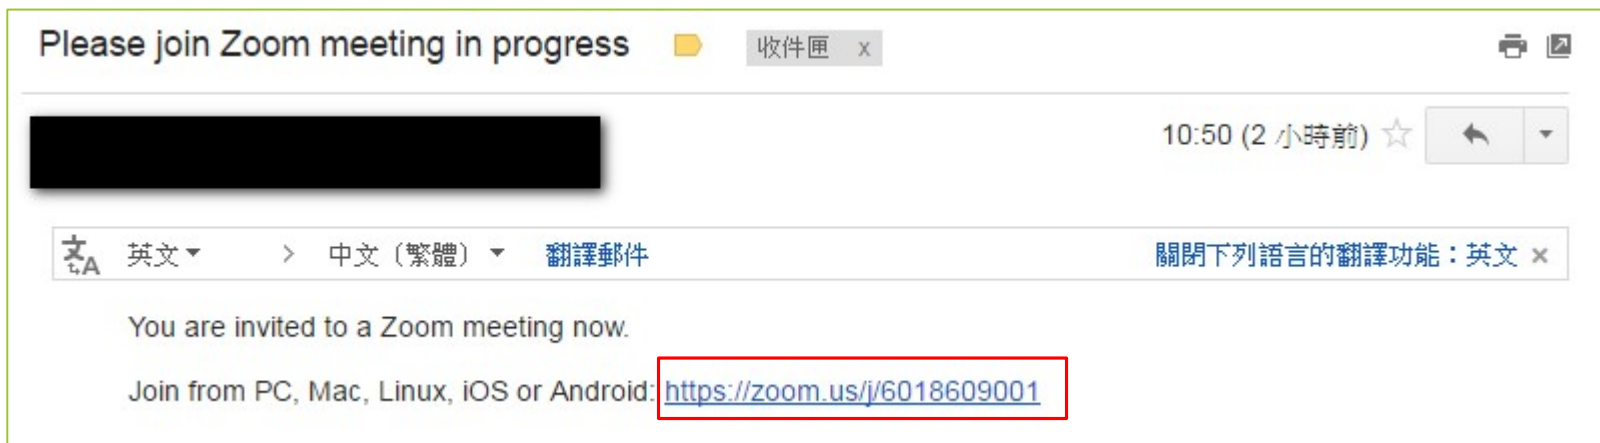 Please join Zoom meeting in progress 收件匣 x
10:50 (2 小時前)
英文 > 中文（繁體） 翻譯郵件 關閉下列語言的翻譯功能：英文 ×
You are invited to a Zoom meeting now.
Join from PC, Mac, Linux, iOS or Android: https://zoom.us/j/6018609001